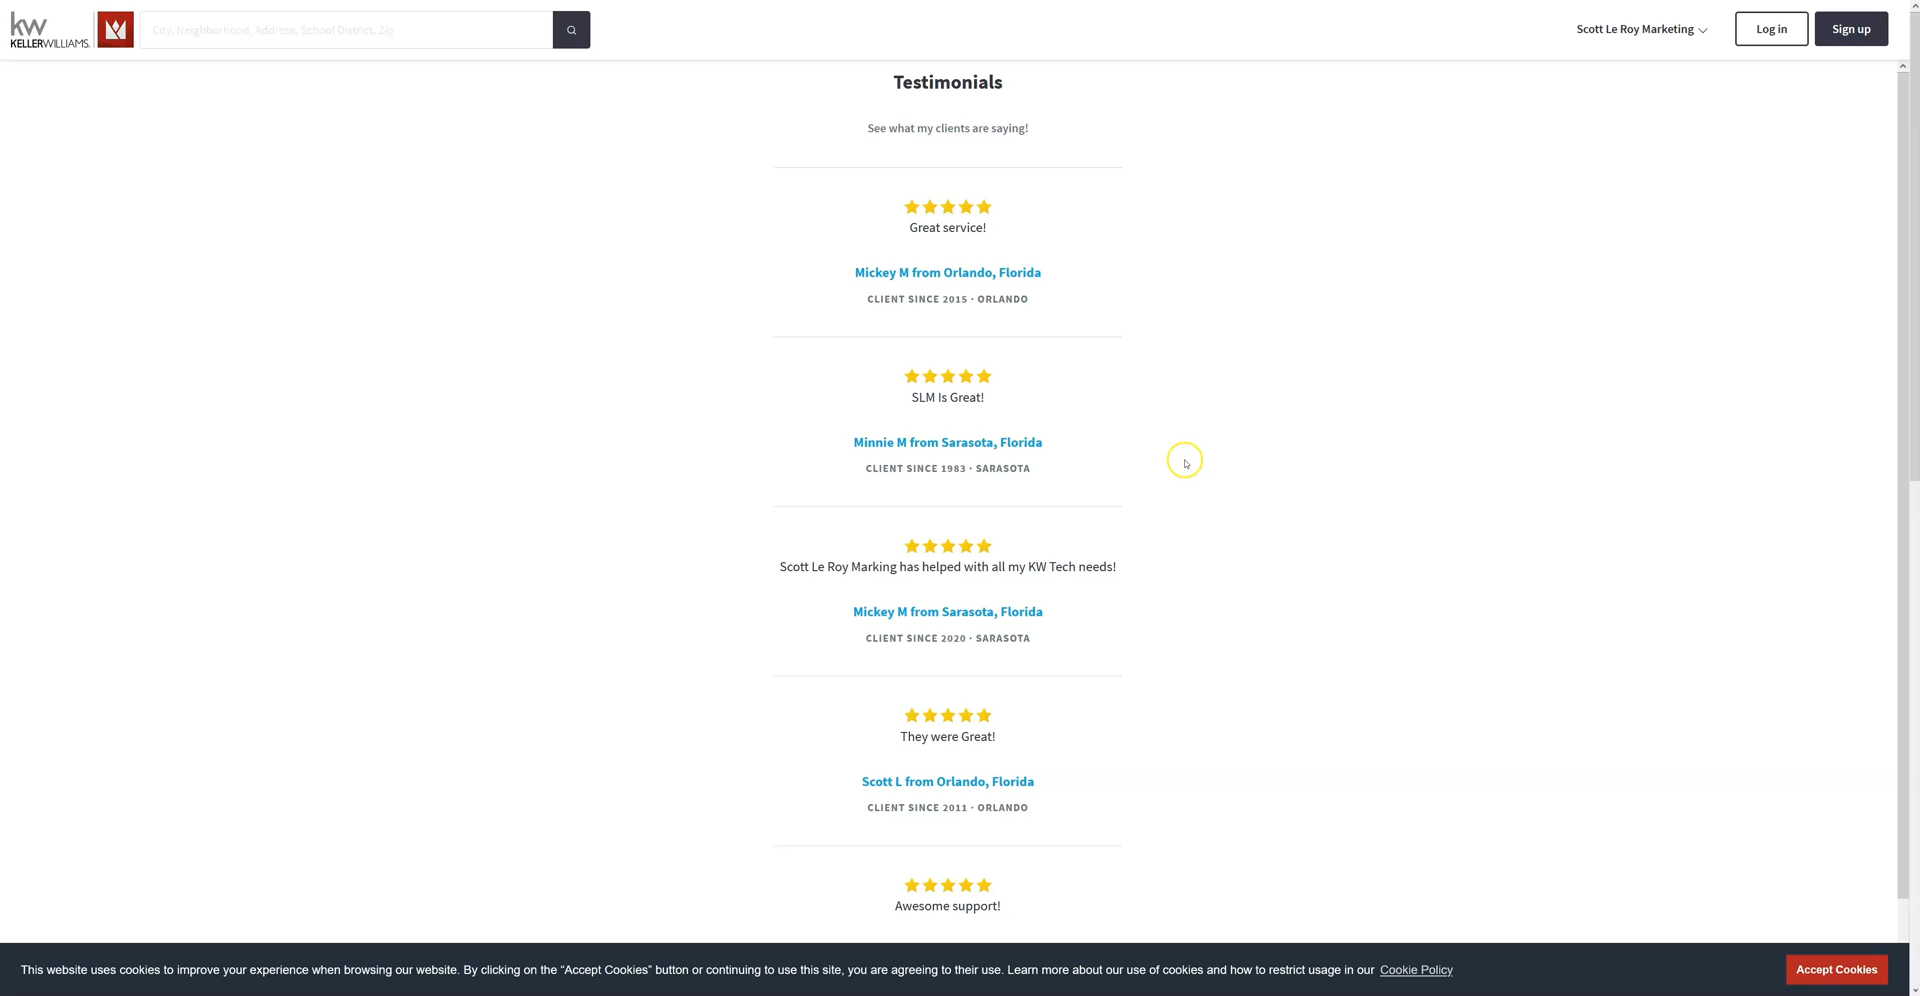 kw
KELLERWILLIAMS.
City, Neighborhood, Address, School District, Zip
Scott Le Roy Marketing
Log in
Sign up
Testimonials
See what my clients are saying!
Great service!
Mickey M from Orlando, Florida
CLIENT SINCE 2015 · ORLANDO
SLM Is Great!
Minnie M from Sarasota, Florida
CLIENT SINCE 1983 · SARASOTA
Scott Le Roy Marking has helped with all my KW Tech needs!
Mickey M from Sarasota, Florida
CLIENT SINCE 2020 · SARASOTA
They were Great!
Scott L from Orlando, Florida
CLIENT SINCE 2011 · ORLANDO
Awesome support!
This website uses cookies to improve your experience when browsing our website. By clicking on the “Accept Cookies” button or continuing to use this site, you are agreeing to their use. Learn more about our use of cookies and how to restrict usage in our Cookie Policy
Accept Cookies